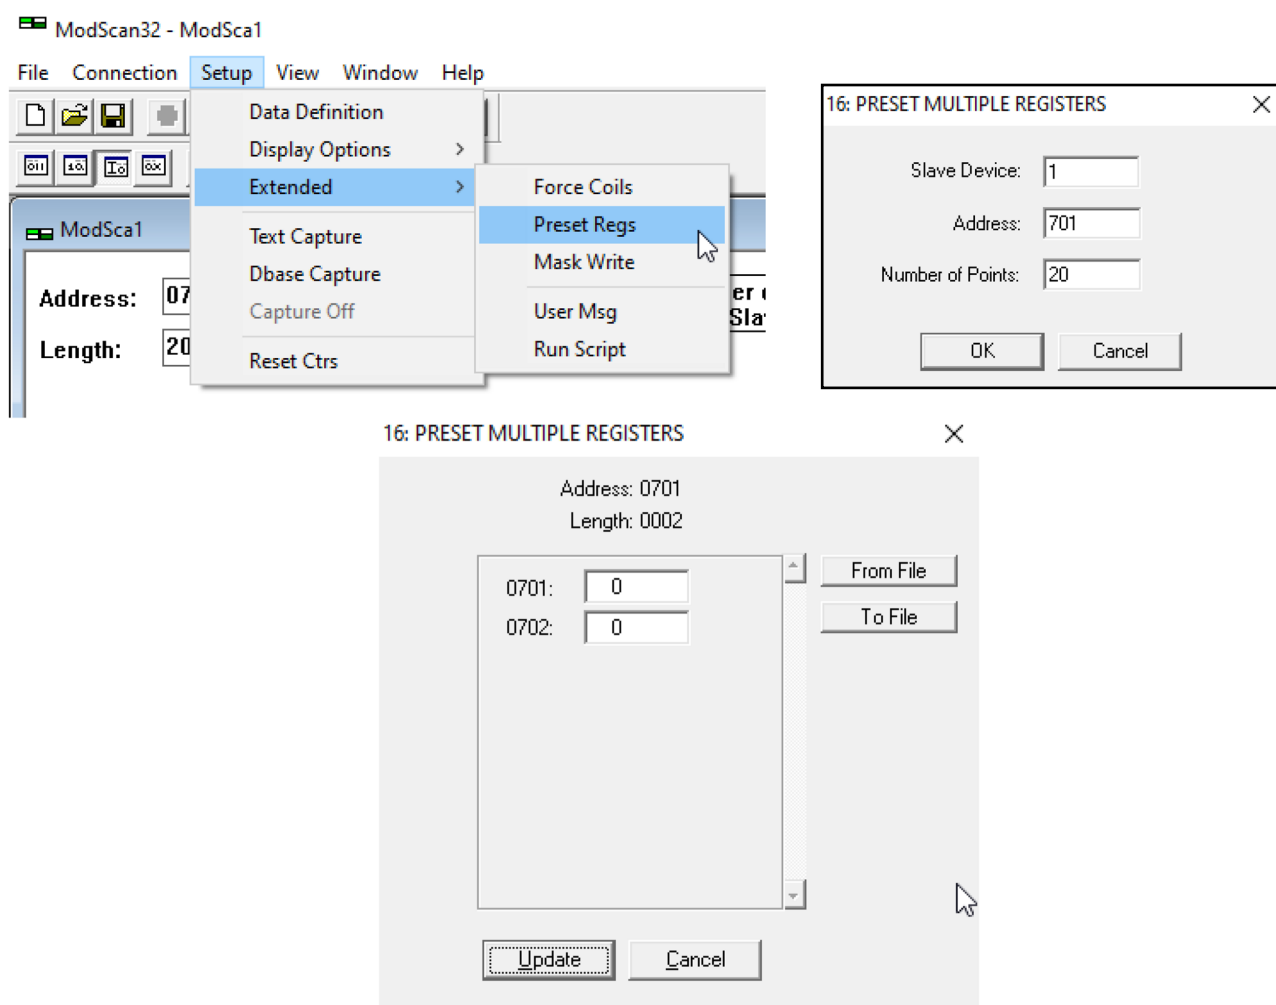 ModScan32 - ModSca1
File Connection Setup View Window Help
Data Definition
Display Options
Extended
Text Capture
Dbase Capture
Capture Off
Reset Ctrs
Force Coils
Preset Regs
Mask Write
User Msg
Run Script
ModSca1
Address: 07
Length: 20
er
Sla
16: PRESET MULTIPLE REGISTERS
Slave Device: 1
Address: 701
Number of Points: 20
OK Cancel
16: PRESET MULTIPLE REGISTERS
Address: 0701
Length: 0002
0701: 0
0702: 0
From File
To File
Update Cancel